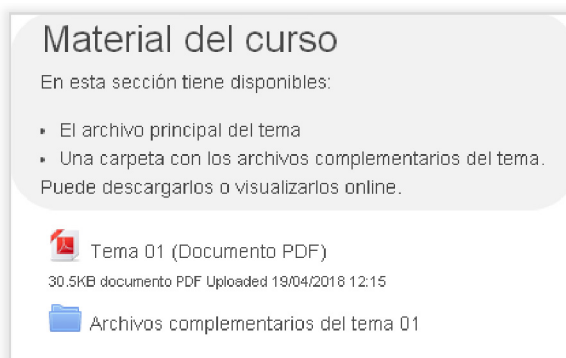 Material del curso
En esta sección tiene disponibles:
• El archivo principal del tema
• Una carpeta con los archivos complementarios del tema.
Puede descargarlos o visualizarlos online.
Tema 01 (Documento PDF)
30.5KB documento PDF Uploaded 19/04/2018 12:15
Archivos complementarios del tema 01